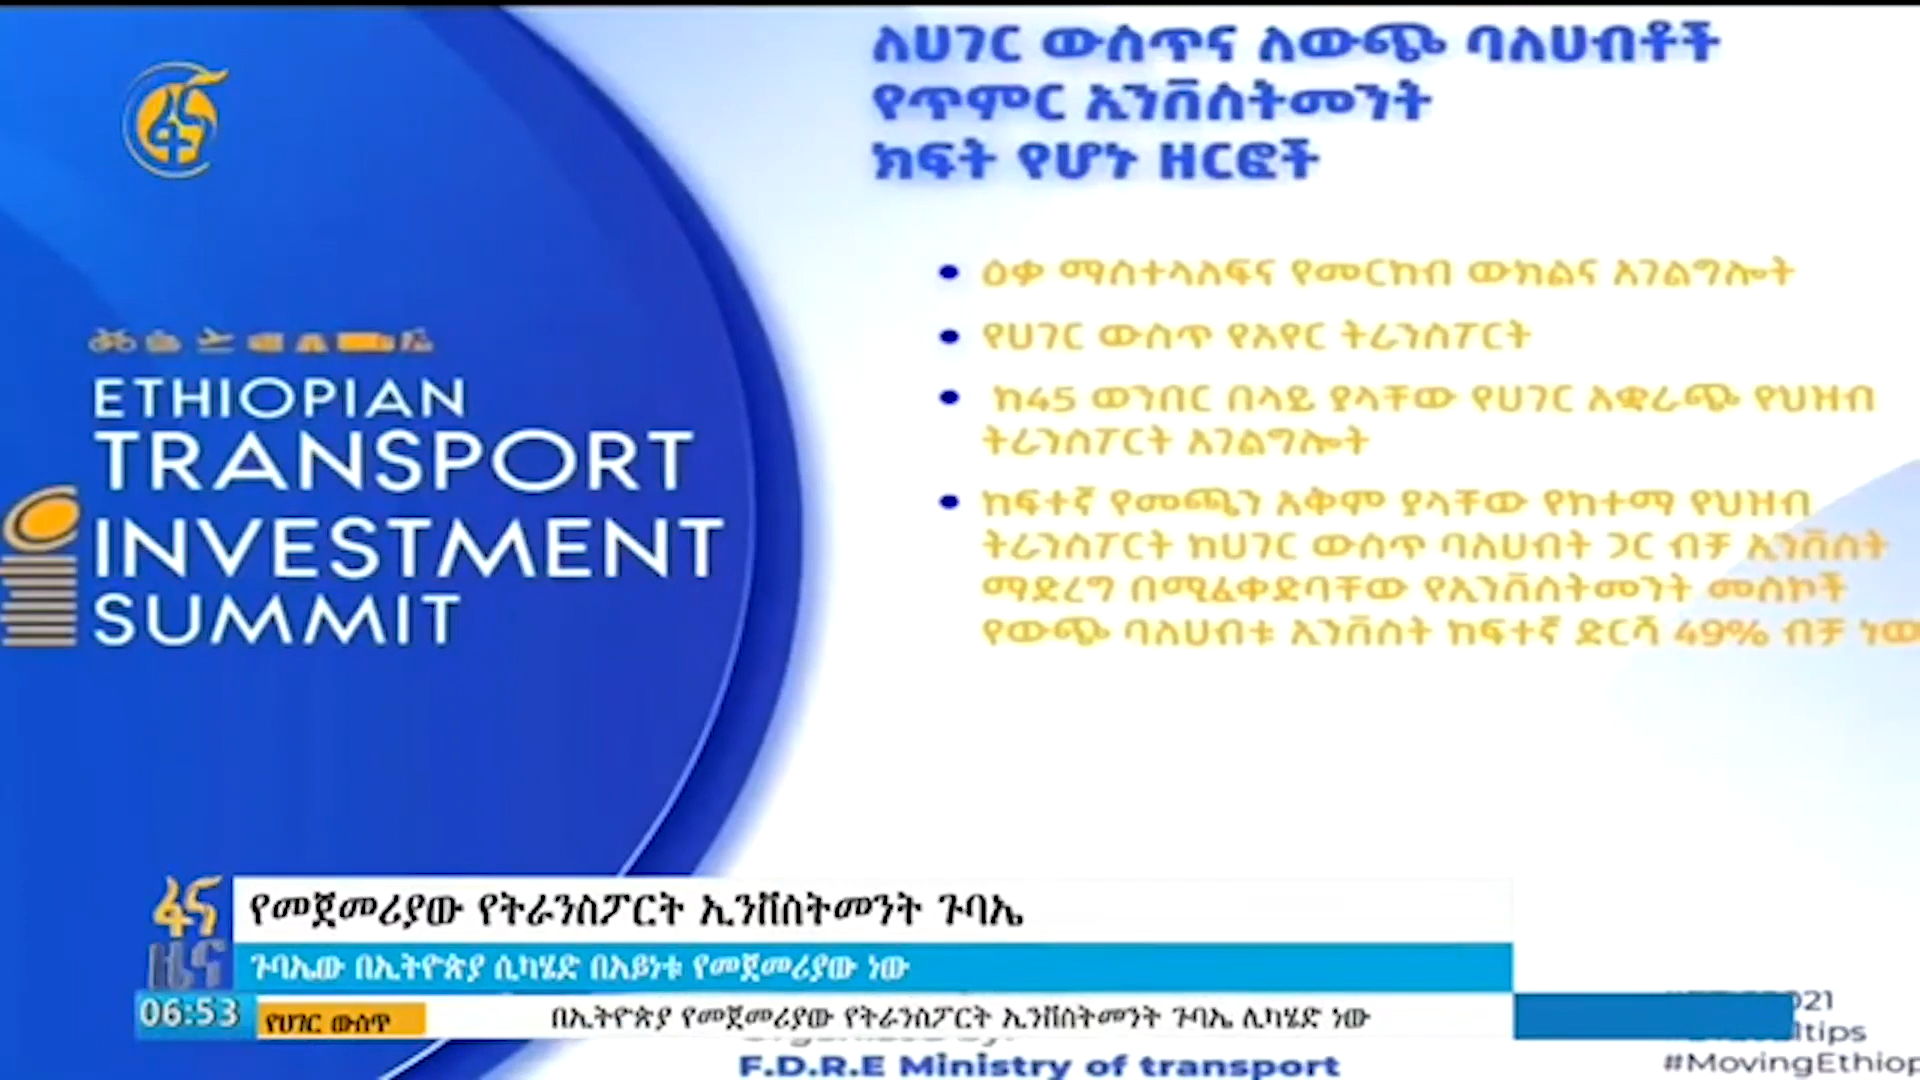 ለሀገር ውስጥና ለውጭ ባለሀብቶች
የጥምር ኢንቨስትመንት
ክፍት የሆኑ ዘርፎች
ዕቃ ማስተላለፍና የመርከብ ውክልና አገልግሎት
የሀገር ውስጥ የአየር ትራንስፖርት
ከ45 ወንበር በላይ ያላቸው የሀገር አቋራጭ የህዝብ
ትራንስፖርት አገልግሎት
ከፍተኛ የመጫን አቅም ያላቸው የከተማ የህዝብ
ትራንስፖርት ከሀገር ውስጥ ባለሀብት ጋር ብቻ ኢንቨስት
ማድረግ በሚፈቀድባቸው የኢንቨስትመንት መስኮች
የውጭ ባለሀብቱ ኢንቨስት ከፍተኛ ድርሻ 49% ብቻ ነው
ፋና
ETHIOPIAN
TRANSPORT
INVESTMENT
SUMMIT
ፋና
ዜና
የመጀመሪያው የትራንስፖርት ኢንቨስትመንት ጉባኤ
ጉባኤው በኢትዮጵያ ሲካሄድ በአይነቱ የመጀመሪያው ነው
06:53
የሀገር ውስጥ
በኢትዮጵያ የመጀመሪያው የትራንስፖርት ኢንቨስትመንት ጉባኤ ሊካሄድ ነው
F.D.R.E Ministry of transport
#MovingEthiop